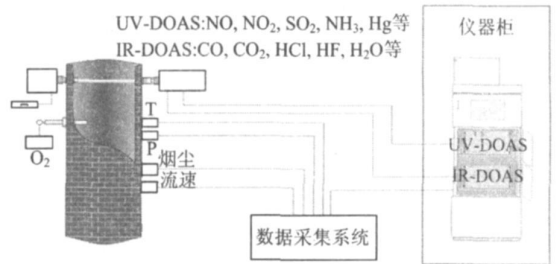 UV-DOAS:NO, NO₂, SO₂, NH₃, Hg等
IR-DOAS:CO, CO₂, HCl, HF, H₂O等
仪器柜
T
P
O₂
烟尘
流速
UV-DOAS
IR-DOAS
数据采集系统